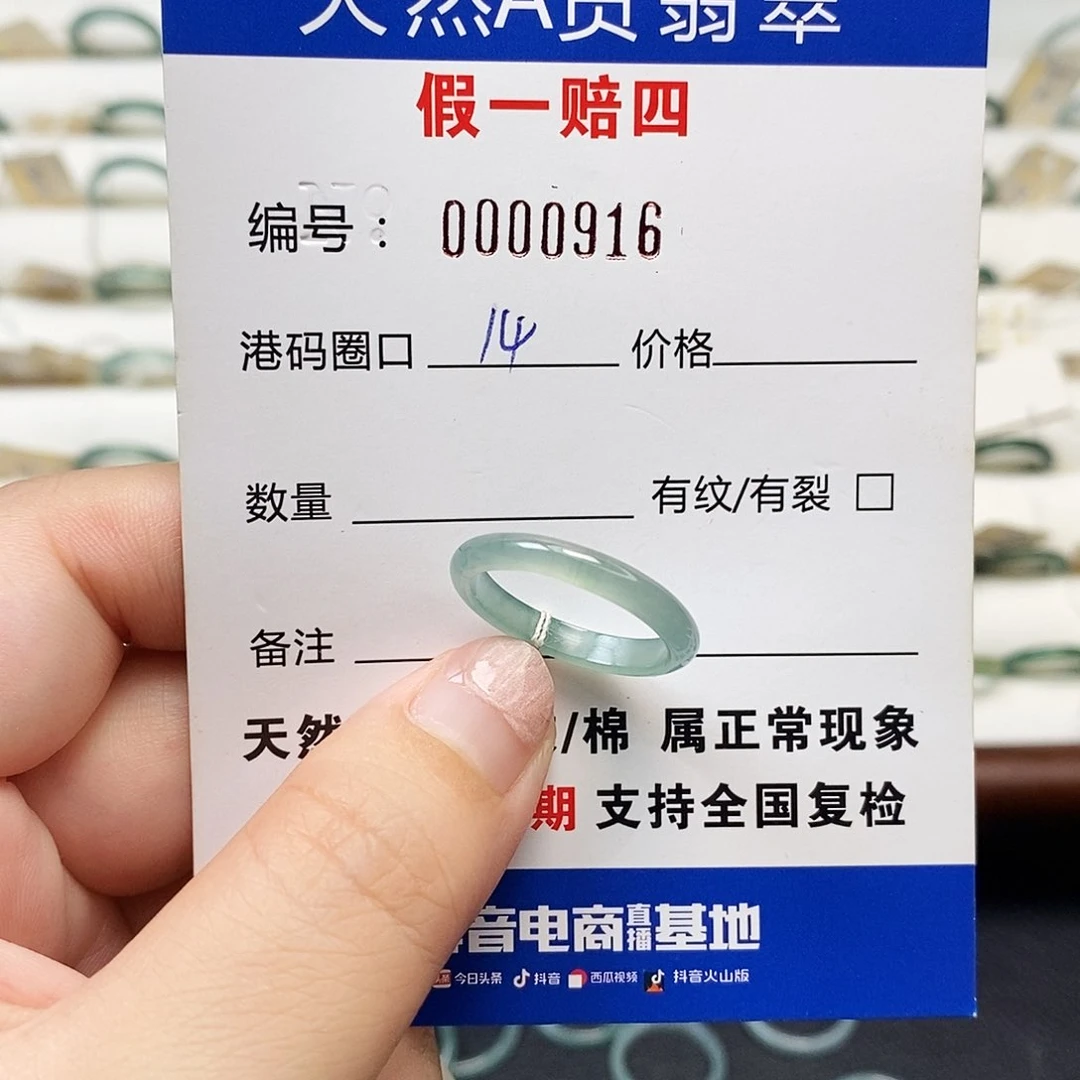 天然A货翡翠
假一赔四
编号： 0000916
港码圈口 14 价格
数量 有纹/有裂 □
备注
天然 /棉 属正常现象
期 支持全国复检
音电商直播基地
今日头条 抖音 西瓜视频 抖音火山版